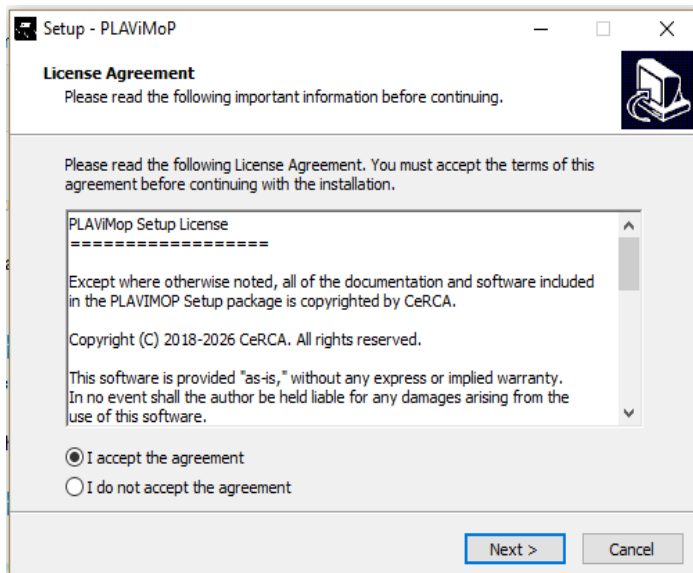 Setup - PLAViMoP
License Agreement
Please read the following important information before continuing.
Please read the following License Agreement. You must accept the terms of this
agreement before continuing with the installation.
PLAViMop Setup License
==================
Except where otherwise noted, all of the documentation and software included
in the PLAVIMOP Setup package is copyrighted by CeRCA.
Copyright (C) 2018-2026 CeRCA. All rights reserved.
This software is provided "as-is," without any express or implied warranty.
In no event shall the author be held liable for any damages arising from the
use of this software.
I accept the agreement
I do not accept the agreement
Next >
Cancel